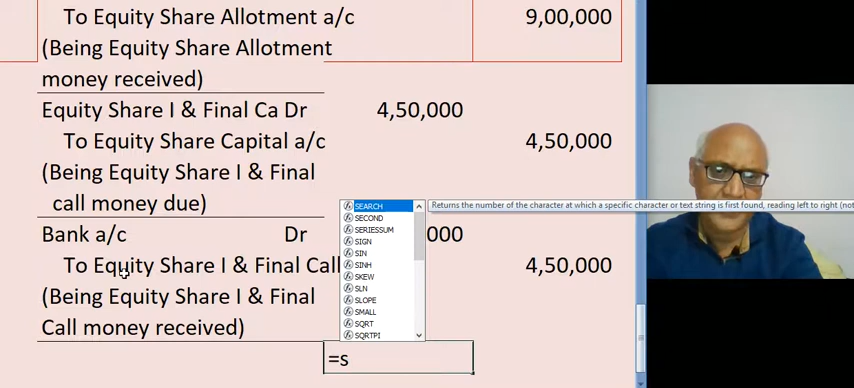 To Equity Share Allotment a/c 9,00,000
(Being Equity Share Allotment
money received)
Equity Share I & Final Ca Dr 4,50,000
To Equity Share Capital a/c 4,50,000
(Being Equity Share I & Final
call money due)
Bank a/c Dr 000
To Equity Share I & Final Call 4,50,000
(Being Equity Share I & Final
Call money received)
=s
SEARCH Returns the number of the character at which a specific character or text string is first found, reading left to right (not
SECOND
SERIESSUM
SIGN
SIN
SINH
SKEW
SLN
SLOPE
SMALL
SQRT
SQRTPI